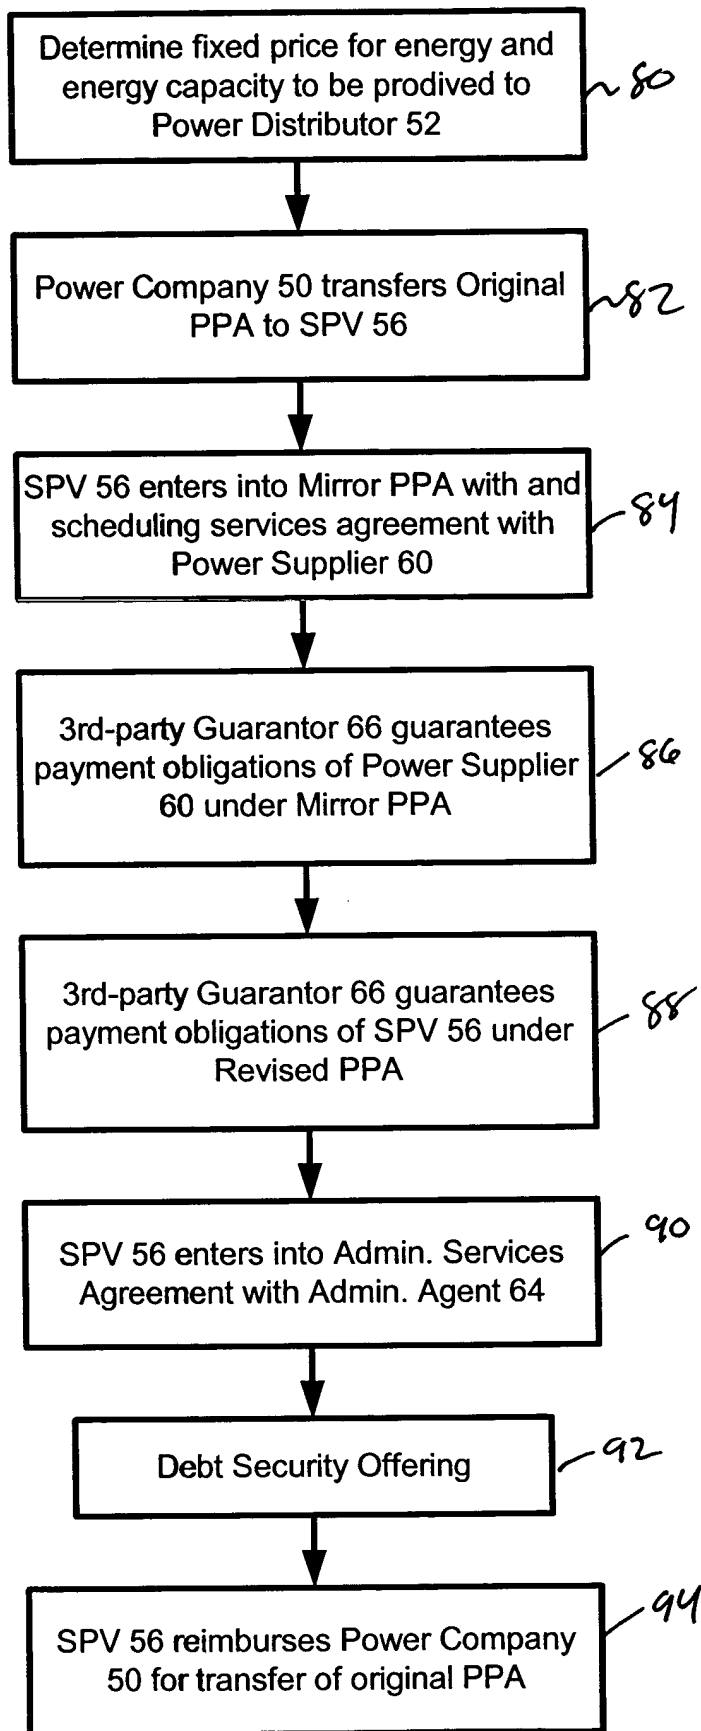 Determine fixed price for energy and
energy capacity to be prodived to
Power Distributor 52
80
Power Company 50 transfers Original
PPA to SPV 56
82
SPV 56 enters into Mirror PPA with and
scheduling services agreement with
Power Supplier 60
84
3rd-party Guarantor 66 guarantees
payment obligations of Power Supplier
60 under Mirror PPA
86
3rd-party Guarantor 66 guarantees
payment obligations of SPV 56 under
Revised PPA
88
SPV 56 enters into Admin. Services
Agreement with Admin. Agent 64
90
Debt Security Offering
92
SPV 56 reimburses Power Company
50 for transfer of original PPA
94